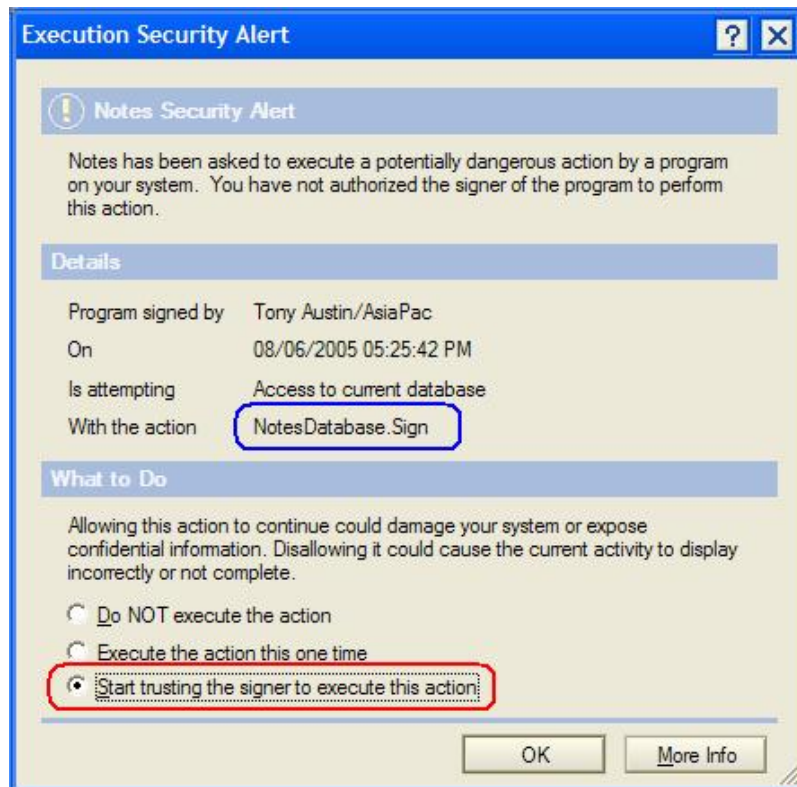 Execution Security Alert
Notes Security Alert
Notes has been asked to execute a potentially dangerous action by a program
on your system. You have not authorized the signer of the program to perform
this action.
Details
Program signed by Tony Austin/AsiaPac
On 08/06/2005 05:25:42 PM
Is attempting Access to current database
With the action NotesDatabase.Sign
What to Do
Allowing this action to continue could damage your system or expose
confidential information. Disallowing it could cause the current activity to display
incorrectly or not complete.
Do NOT execute the action
Execute the action this one time
Start trusting the signer to execute this action
OK More Info